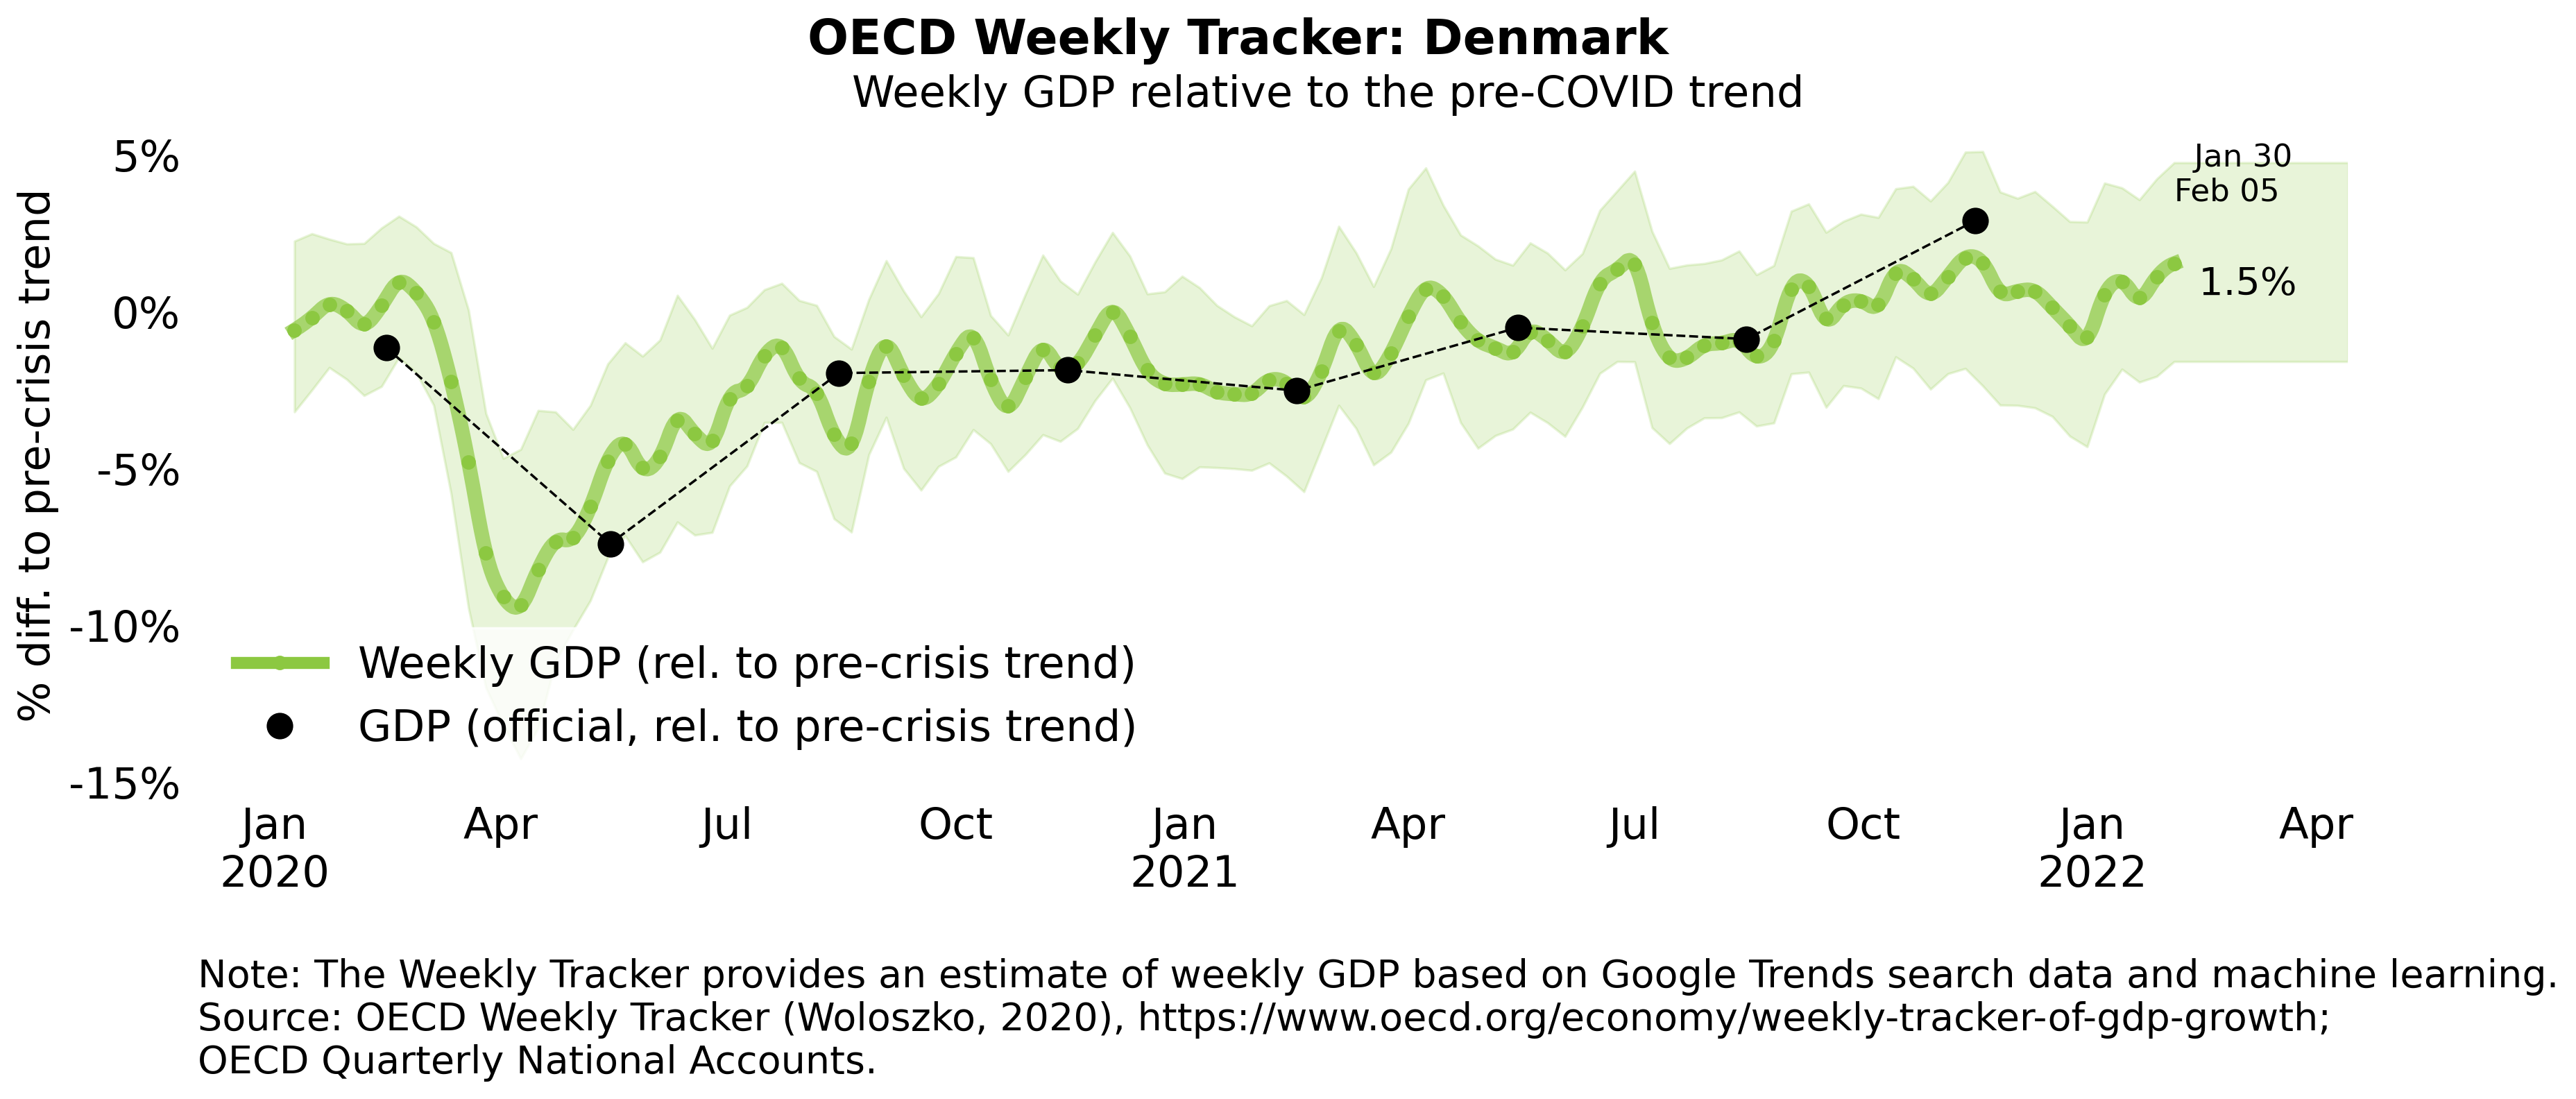 OECD Weekly Tracker: Denmark
Weekly GDP relative to the pre-COVID trend
% diff. to pre-crisis trend
5%
0%
-5%
-10%
-15%
Jan 30
Feb 05
1.5%
Weekly GDP (rel. to pre-crisis trend)
GDP (official, rel. to pre-crisis trend)
Jan Apr Jul Oct Jan Apr Jul Oct Jan Apr
2020 2021 2022
Note: The Weekly Tracker provides an estimate of weekly GDP based on Google Trends search data and machine learning.
Source: OECD Weekly Tracker (Woloszko, 2020), https://www.oecd.org/economy/weekly-tracker-of-gdp-growth;
OECD Quarterly National Accounts.